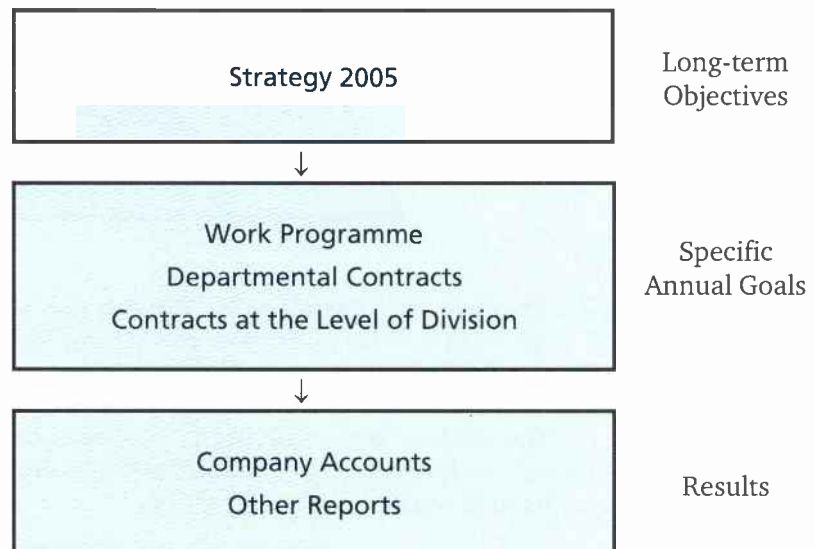 Strategy 2005
Long-term
Objectives
↓
Work Programme
Departmental Contracts
Contracts at the Level of Division
Specific
Annual Goals
↓
Company Accounts
Other Reports
Results